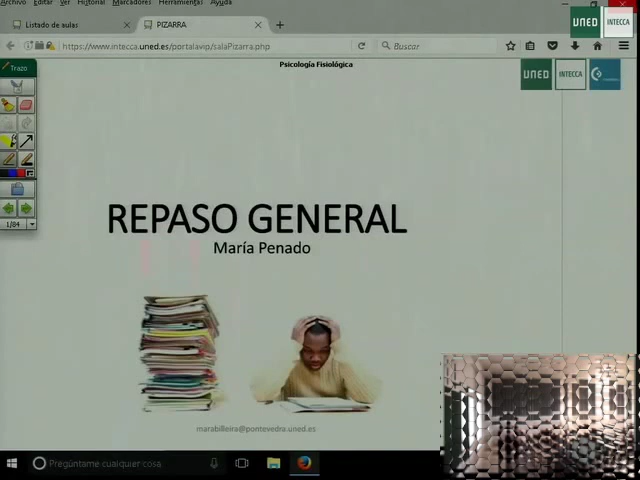 Archivo Editar Ver Historial Marcadores Herramientas Ayuda
Listado de aulas
PIZARRA
UNED
INTECCA
https://www.intecca.uned.es/portalavip/salaPizarra.php
Buscar
Trazo
Psicología Fisiológica
UNED
INTECCA
1/84
REPASO GENERAL
María Penado
marabilleira@pontevedra.uned.es
Pregúntame cualquier cosa